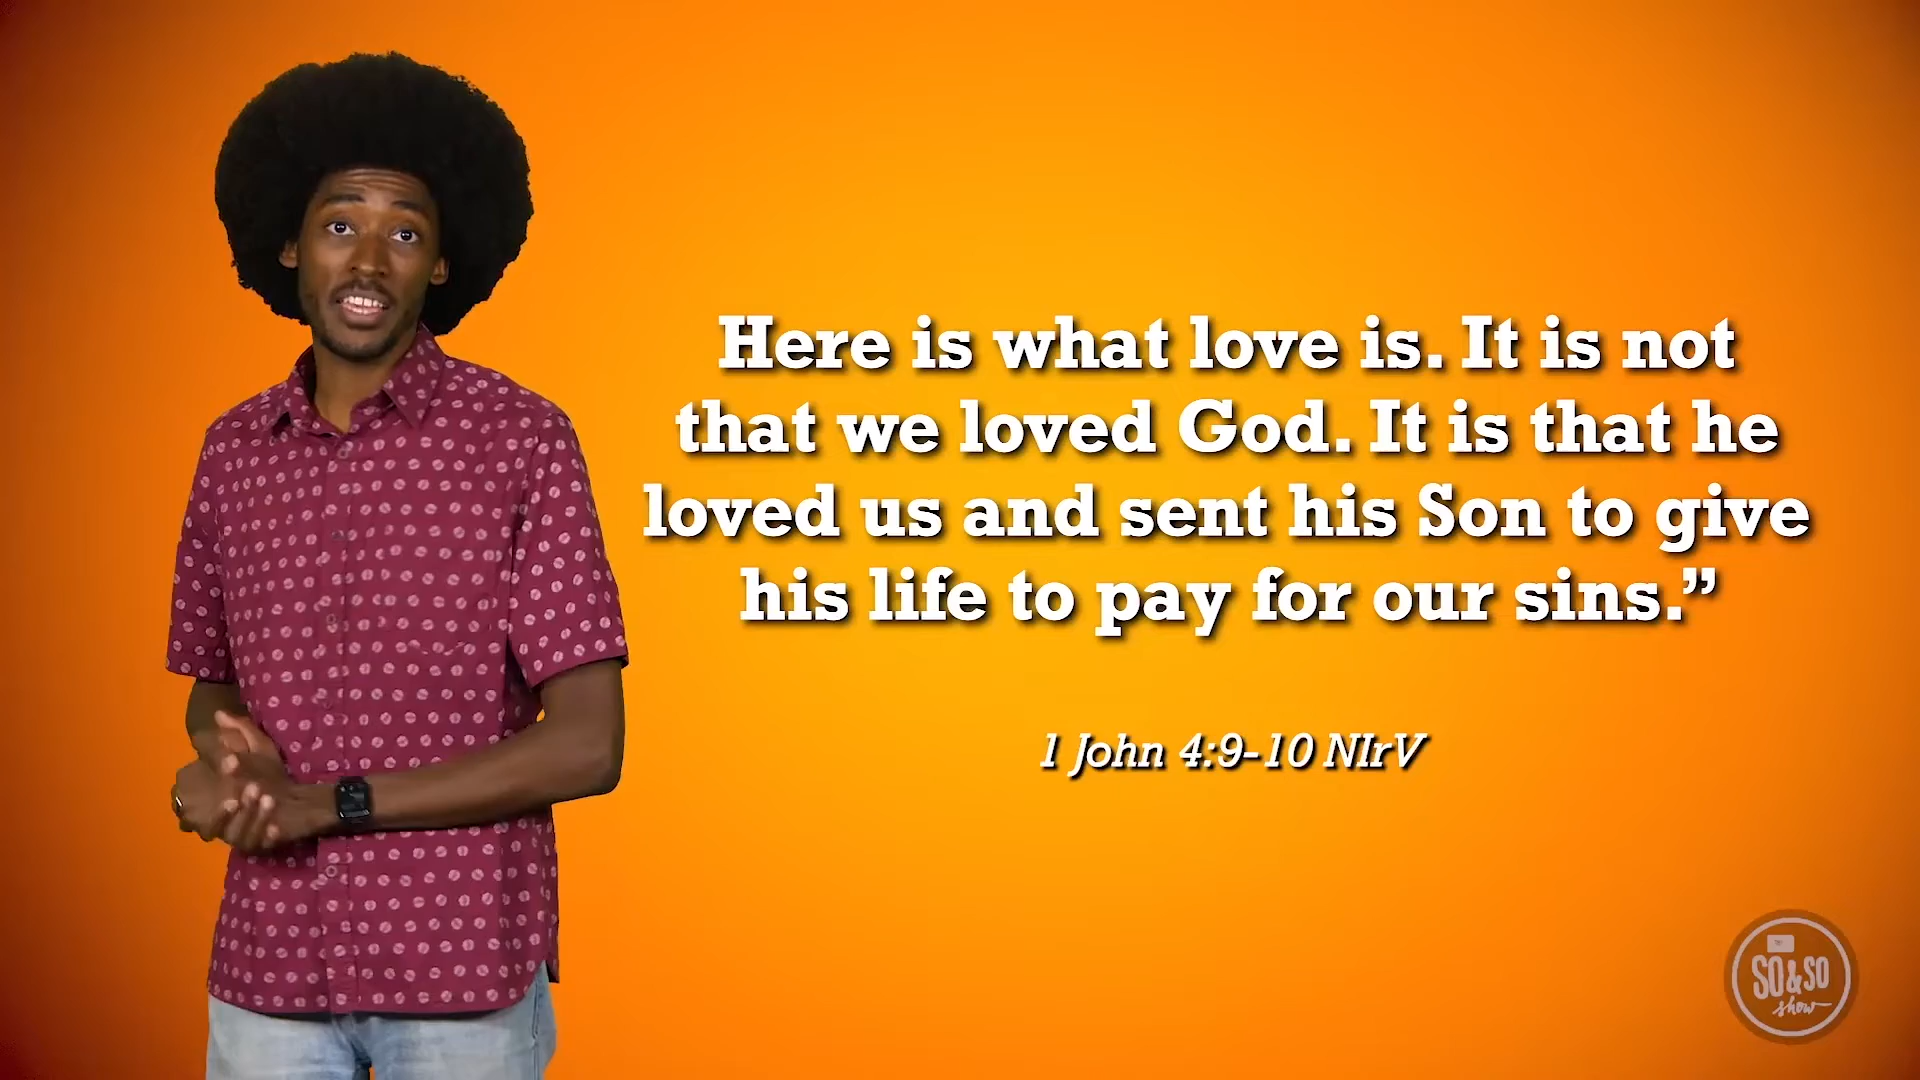 Here is what love is. It is not
that we loved God. It is that he
loved us and sent his Son to give
his life to pay for our sins.”
1 John 4:9-10 NIrV
SO & SO
show